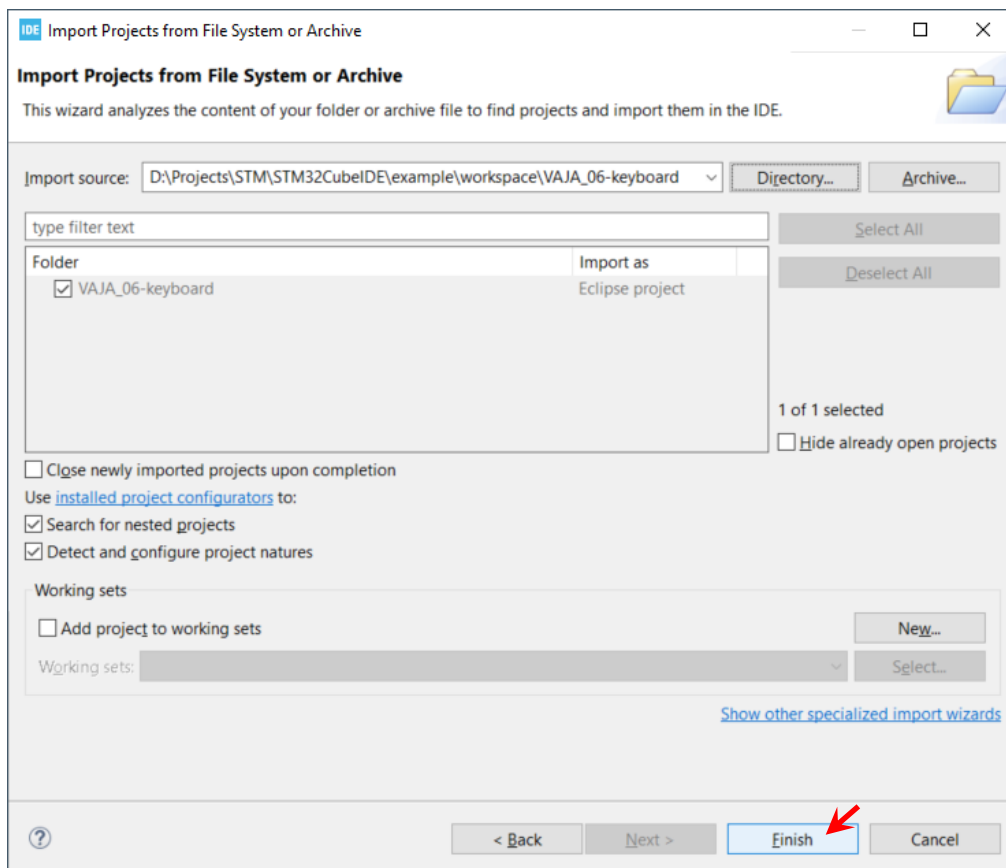 IDE Import Projects from File System or Archive
Import Projects from File System or Archive
This wizard analyzes the content of your folder or archive file to find projects and import them in the IDE.
Import source: D:\Projects\STM\STM32CubeIDE\example\workspace\VAJA_06-keyboard Directory... Archive...
type filter text Select All
Folder Import as
Deselect All
VAJA_06-keyboard Eclipse project
1 of 1 selected
Hide already open projects
Close newly imported projects upon completion
Use installed project configurators to:
Search for nested projects
Detect and configure project natures
Working sets
Add project to working sets New...
Working sets: Select...
Show other specialized import wizards
? < Back Next > Finish Cancel